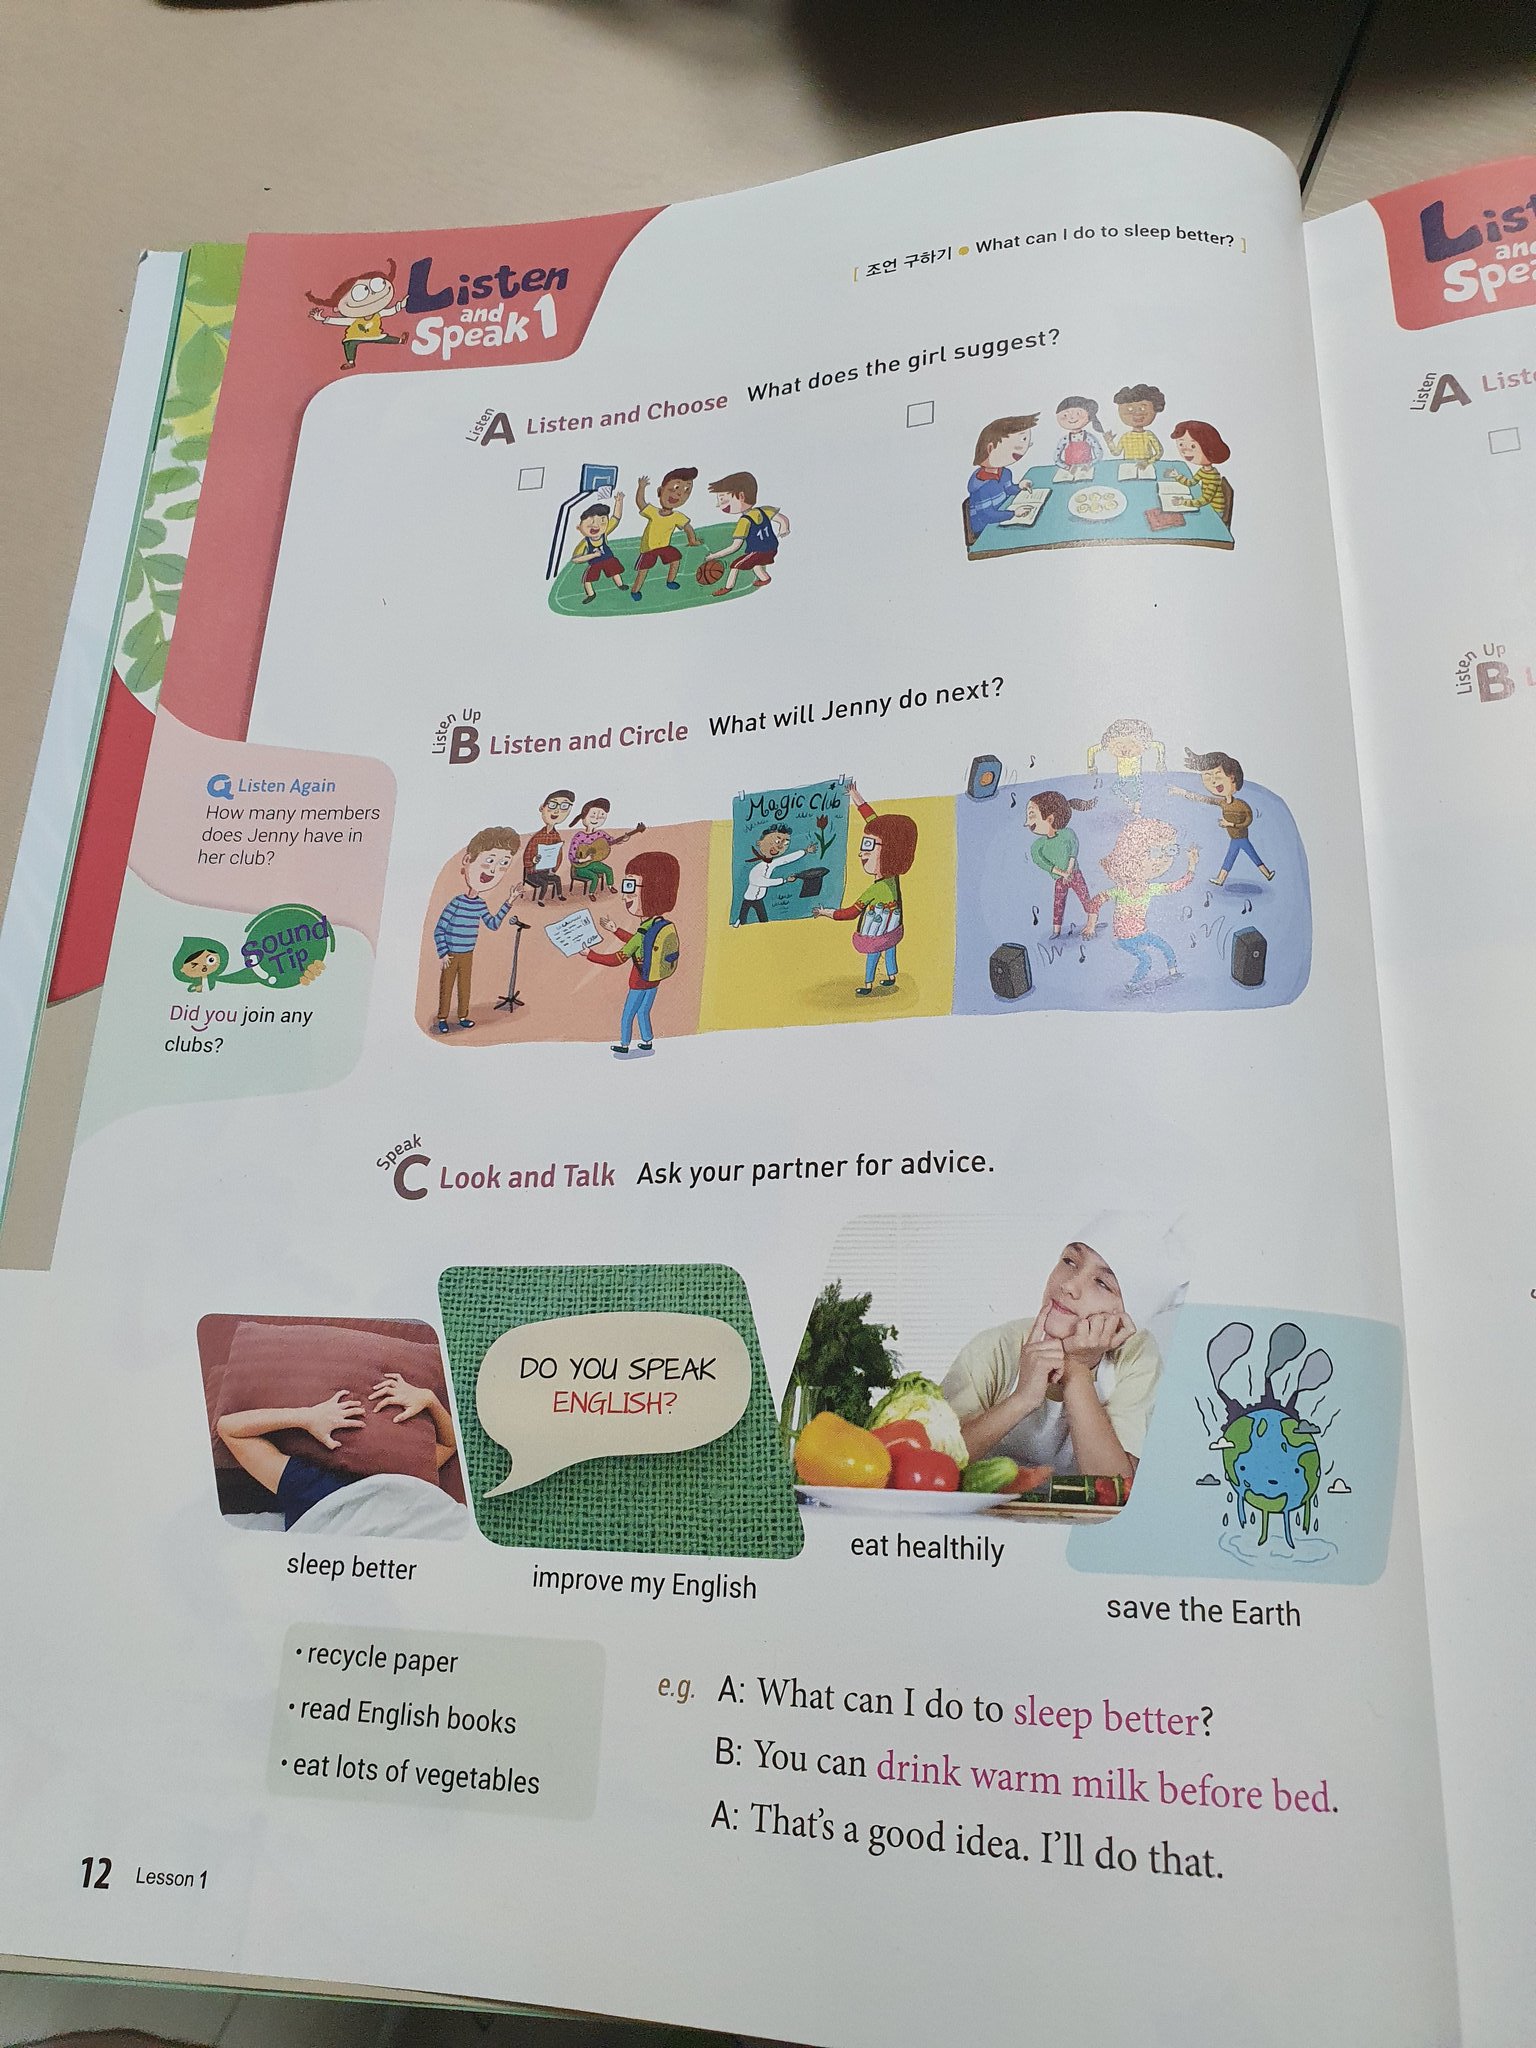 Listen
and
Speak 1
[ 조언 구하기 ● What can I do to sleep better? ]
Listen
A Listen and Choose What does the girl suggest?
11
Listen Up
B Listen and Circle What will Jenny do next?
Magic Club
Q Listen Again
How many members
does Jenny have in
her club?
Sound
Tip
Did you join any
clubs?
Speak
C Look and Talk Ask your partner for advice.
DO YOU SPEAK
ENGLISH?
sleep better
improve my English
eat healthily
save the Earth
• recycle paper
• read English books
• eat lots of vegetables
e.g. A: What can I do to sleep better?
B: You can drink warm milk before bed.
A: That's a good idea. I'll do that.
12 Lesson 1
Listen
A
Listen Up
B